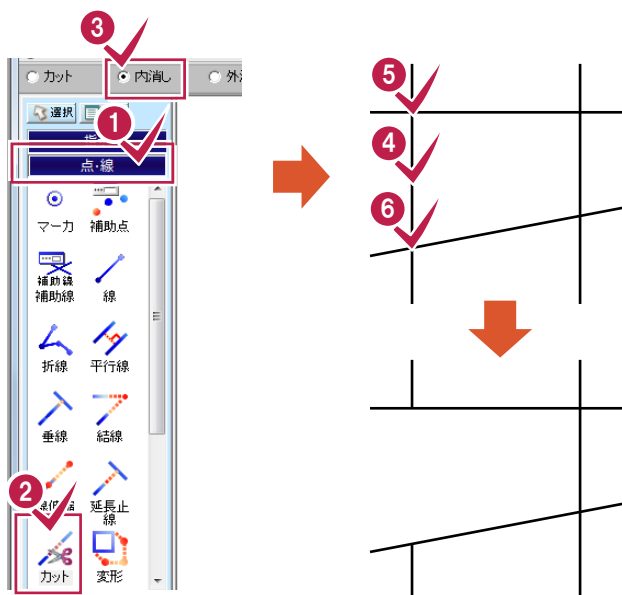 3
カット 内消し 外
選択
1
点・線
マーカ 補助点
補助線
補助線 線
折線 平行線
垂線 結線
2
延長止
線
カット 変形
5
4
6